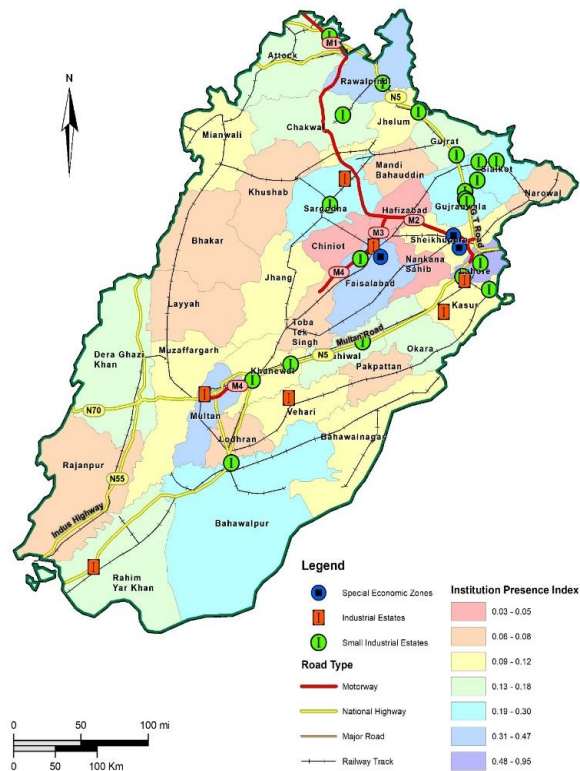 M1
Attock
Rawalpindi
N
N5
Jhelum
Chakwal
Gujrat
Mianwali
Mandi
Bahauddin
Sialkot
Khushab
Narowal
Gujranwala
Sargodha
Hafizabad
M2
G T Road
Bhakar
Chiniot
M3
Sheikhupura
M4
Nankana
Sahib
Lahore
Jhang
Faisalabad
Kasur
Layyah
Toba
Tek
Singh
Multan Road
Dera Ghazi
Khan
Muzaffargarh
Okara
N5
Khanewal
Pakpattan
M4
N70
Multan
Vehari
Bahawalnagar
Lodhran
Rajanpur
N55
Indus Highway
Bahawalpur
Rahim
Yar Khan
Legend
Special Economic Zones
Industrial Estates
Small Industrial Estates
Road Type
Motorway
National Highway
Major Road
Railway Track
Institution Presence Index
0.03 - 0.05
0.06 - 0.08
0.09 - 0.12
0.13 - 0.18
0.19 - 0.30
0.31 - 0.47
0.48 - 0.95
0 50 100 mi
0 50 100 Km